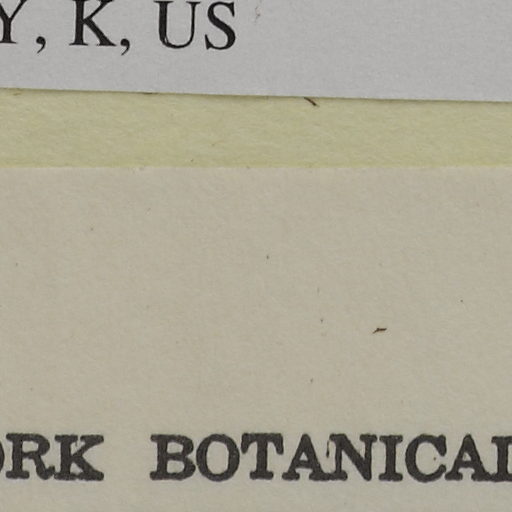 Y, K, US
ORK BOTANICAL